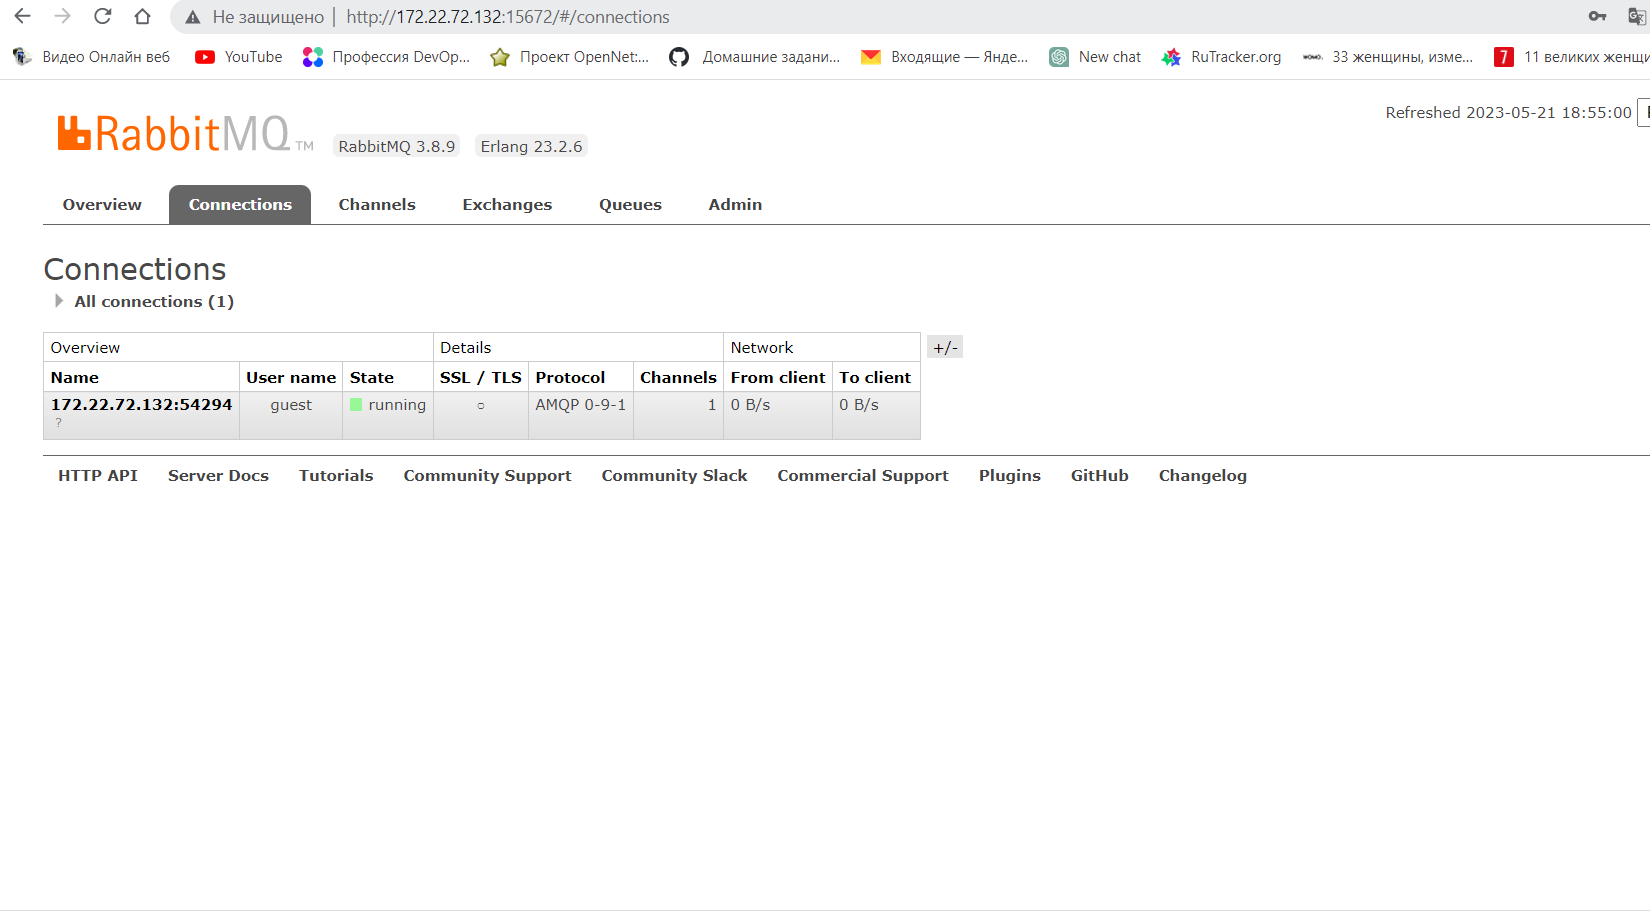 Не защищено | http://172.22.72.132:15672/#/connections
Видео Онлайн веб YouTube Профессия DevOp... Проект OpenNet:... Домашние задани... Входящие — Янде... New chat RuTracker.org WOMO. 33 женщины, изме... 7 11 великих женщи
Refreshed 2023-05-21 18:55:00
RabbitMQ TM RabbitMQ 3.8.9 Erlang 23.2.6
Overview Connections Channels Exchanges Queues Admin
Connections
All connections (1)
Overview Details Network +/-
Name User name State SSL / TLS Protocol Channels From client To client
172.22.72.132:54294 guest running ○ AMQP 0-9-1 1 0 B/s 0 B/s
?
HTTP API Server Docs Tutorials Community Support Community Slack Commercial Support Plugins GitHub Changelog